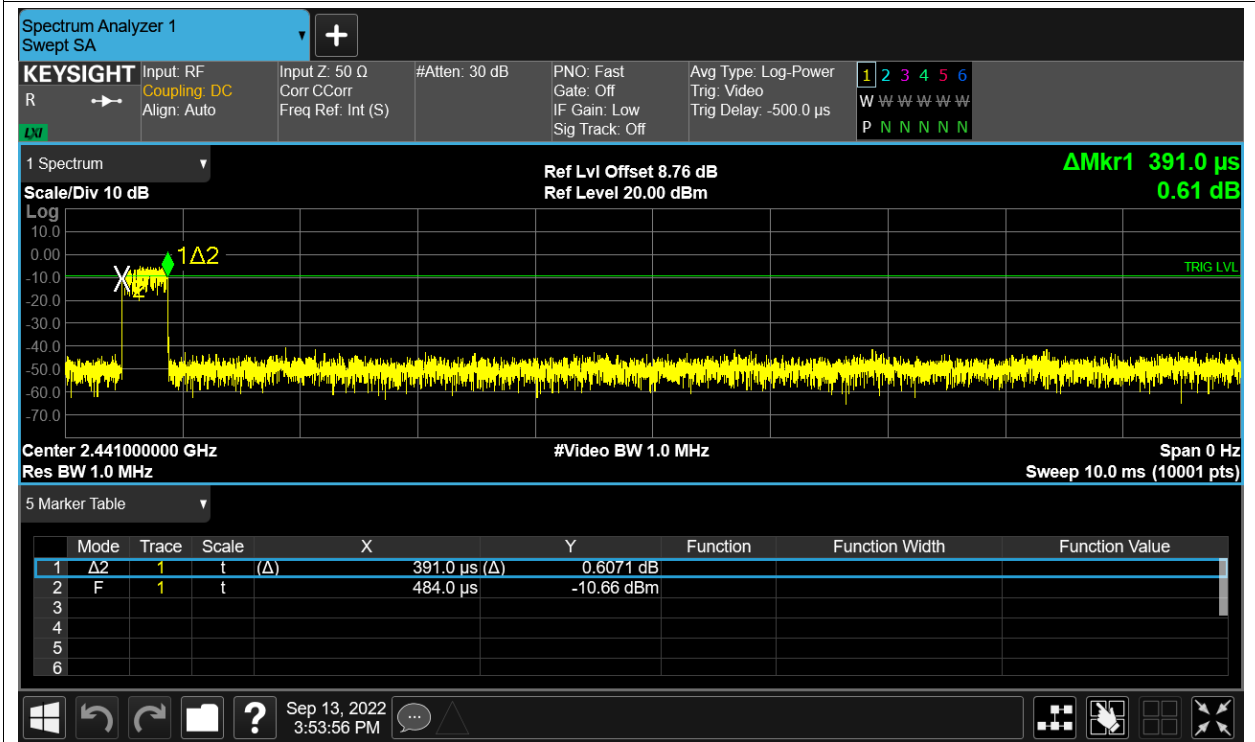 Spectrum Analyzer 1
Swept SA
KEYSIGHT Input: RF Input Z: 50 Ω #Atten: 30 dB PNO: Fast Avg Type: Log-Power 1 2 3 4 5 6
R Coupling: DC Corr CCorr Gate: Off Trig: Video W W W W W W
Align: Auto Freq Ref: Int (S) IF Gain: Low Trig Delay: -500.0 µs
LXI Sig Track: Off P N N N N N
1 Spectrum Ref Lvl Offset 8.76 dB ΔMkr1 391.0 µs
Scale/Div 10 dB Ref Level 20.00 dBm 0.61 dB
Log
10.0
0.00 1Δ2
-10.0 X 2 TRIG LVL
-20.0
-30.0
-40.0
-50.0
-60.0
-70.0
Center 2.441000000 GHz #Video BW 1.0 MHz Span 0 Hz
Res BW 1.0 MHz Sweep 10.0 ms (10001 pts)
5 Marker Table
Mode Trace Scale X Y Function Function Width Function Value
1 Δ2 1 t (Δ) 391.0 µs (Δ) 0.6071 dB
2 F 1 t 484.0 µs -10.66 dBm
3
4
5
6
? Sep 13, 2022
3:53:56 PM